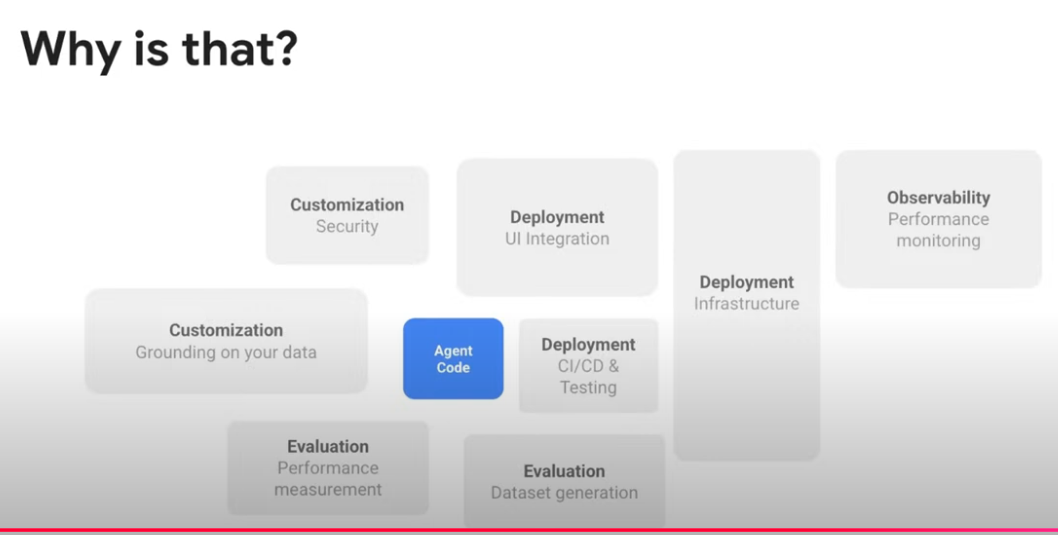 Why is that?
Customization
Security
Deployment
UI Integration
Deployment
Infrastructure
Observability
Performance
monitoring
Customization
Grounding on your data
Agent
Code
Deployment
CI/CD &
Testing
Evaluation
Performance
measurement
Evaluation
Dataset generation